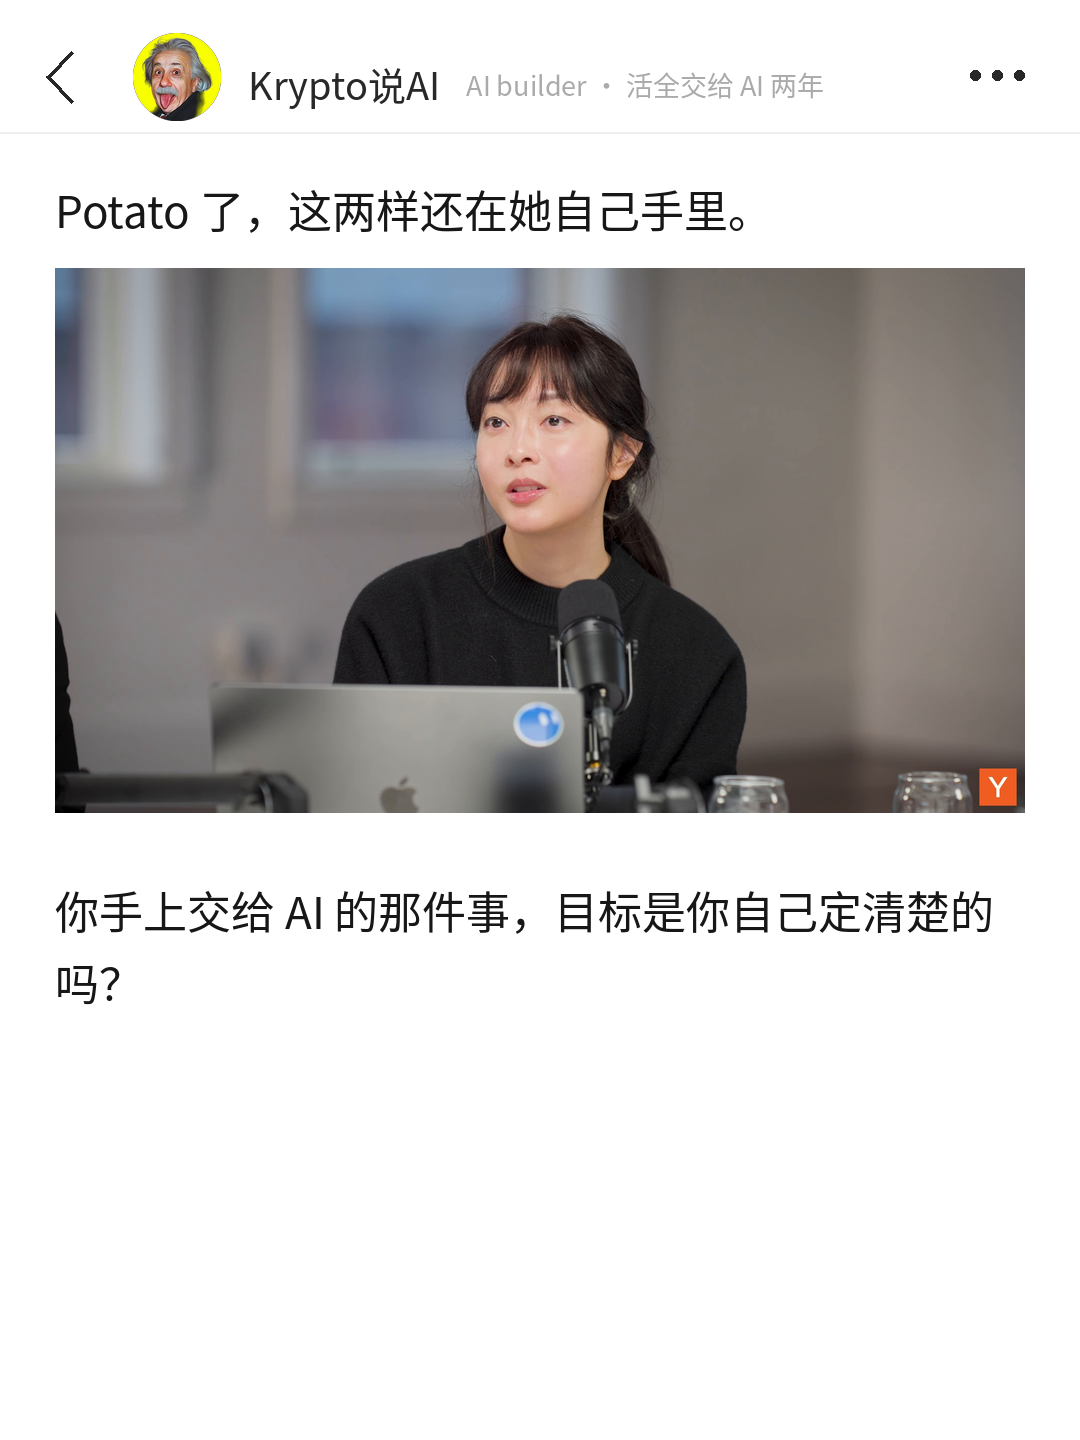 Krypto说AI AI builder · 活全交给 AI 两年
Potato 了，这两样还在她自己手里。
Y
你手上交给 AI 的那件事，目标是你自己定清楚的
吗？